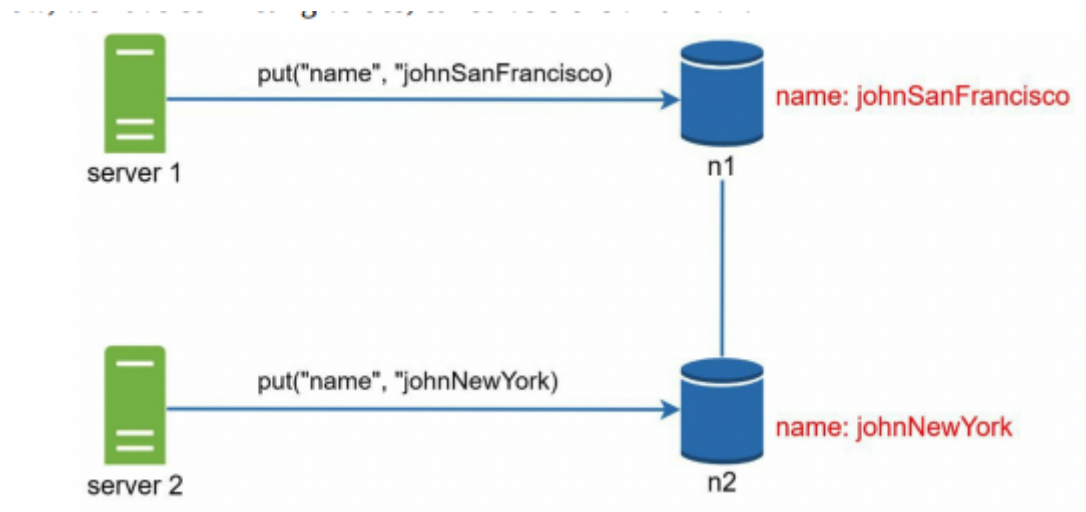 put("name", "johnSanFrancisco)
name: johnSanFrancisco
server 1
n1
put("name", "johnNewYork)
name: johnNewYork
server 2
n2